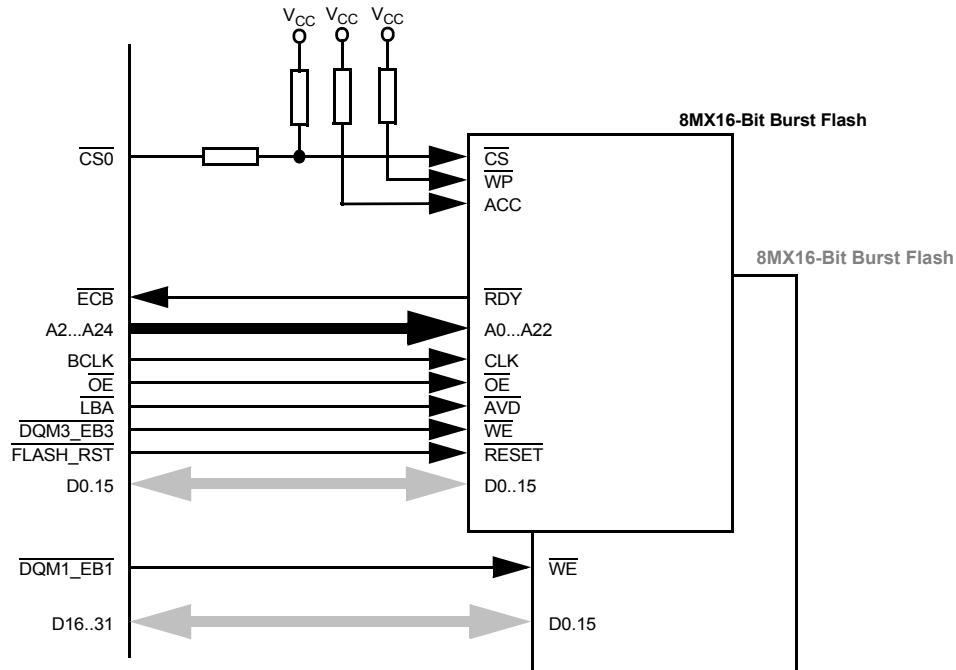 VCC VCC VCC
8MX16-Bit Burst Flash
CS0 CS
WP
ACC
8MX16-Bit Burst Flash
ECB RDY
A2...A24 A0...A22
BCLK CLK
OE OE
LBA AVD
DQM3_EB3 WE
FLASH_RST RESET
D0.15 D0..15
DQM1_EB1 WE
D16..31 D0.15